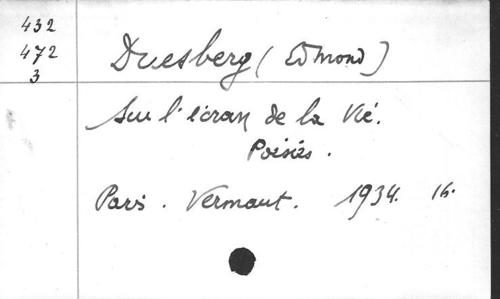 432
472
3
Duesberg (Edmond)
Sur l'écran de la Vie.
Poésies.
Paris. Vermaut. 1934. 16.